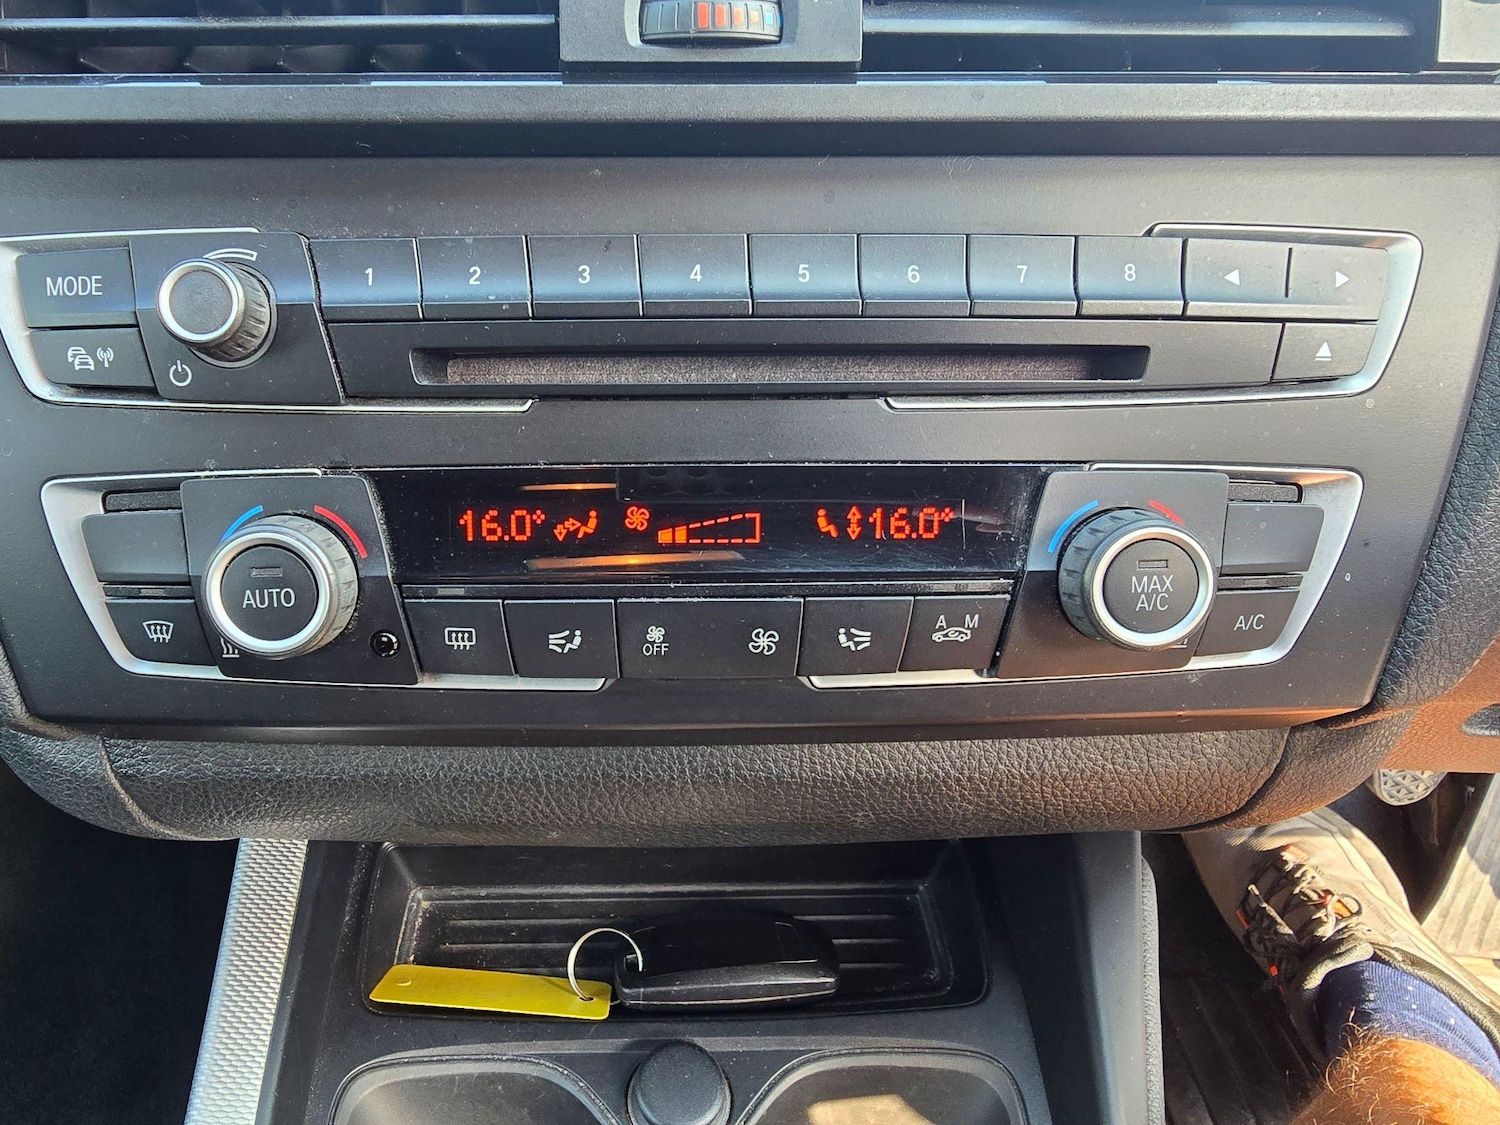 MODE
1 2 3 4 5 6 7 8
16.0° 16.0°
AUTO
MAX
A/C
A M
OFF
A/C